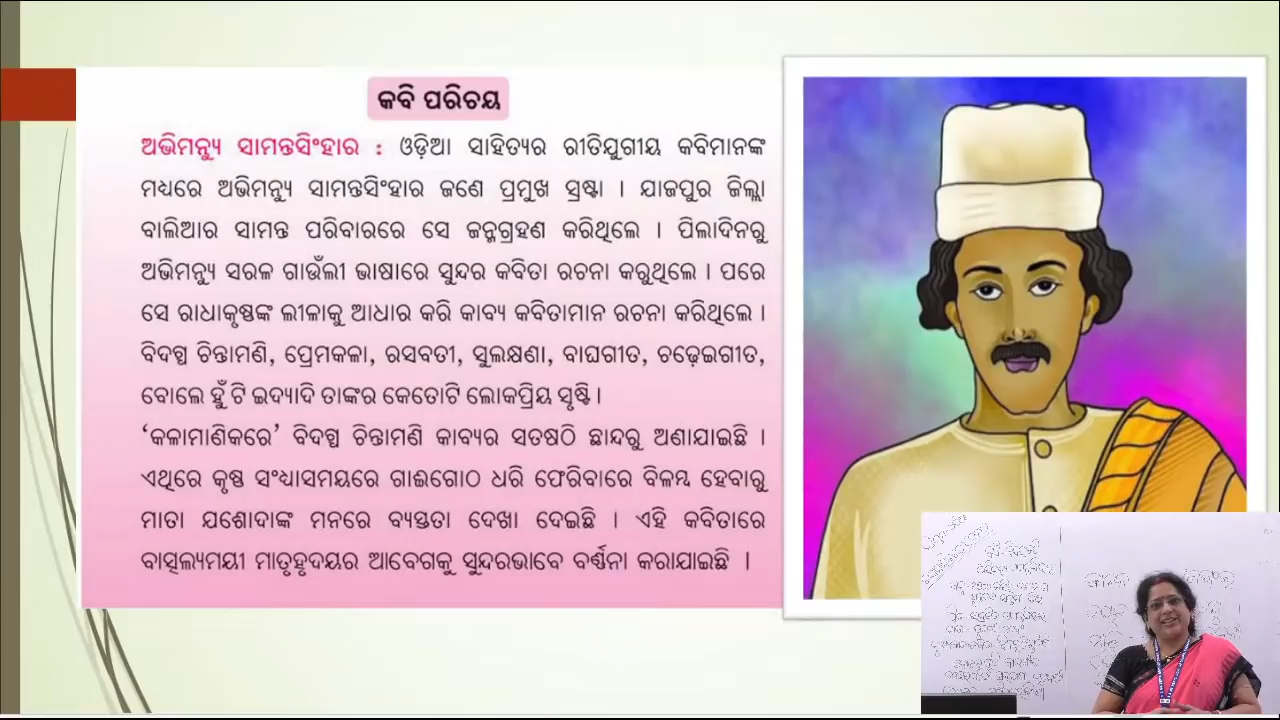 କବି ପରିଚୟ
ଅଭିମନ୍ୟୁ ସାମନ୍ତସିଂହାର : ଓଡ଼ିଆ ସାହିତ୍ୟର ରୀତିଯୁଗୀୟ କବିମାନଙ୍କ
ମଧ୍ୟରେ ଅଭିମନ୍ୟୁ ସାମନ୍ତସିଂହାର ଜଣେ ପ୍ରମୁଖ ସ୍ରଷ୍ଟା । ଯାଜପୁର ଜିଲ୍ଲା
ବାଲିଆର ସାମନ୍ତ ପରିବାରରେ ସେ ଜନ୍ମଗ୍ରହଣ କରିଥିଲେ । ପିଲାଦିନରୁ
ଅଭିମନ୍ୟୁ ସରଳ ଗାଉଁଲୀ ଭାଷାରେ ସୁନ୍ଦର କବିତା ରଚନା କରୁଥିଲେ । ପରେ
ସେ ରାଧାକୃଷ୍ଣଙ୍କ ଲୀଳାକୁ ଆଧାର କରି କାବ୍ୟ କବିତାମାନ ରଚନା କରିଥିଲେ ।
ବିଦଗ୍ଧ ଚିନ୍ତାମଣି, ପ୍ରେମକଳା, ରସବତୀ, ସୁଲକ୍ଷଣା, ବାଘଗୀତ, ଚଢ଼େଇଗୀତ,
ବୋଲେ ହୁଁ ଟି ଇତ୍ୟାଦି ତାଙ୍କର କେତୋଟି ଲୋକପ୍ରିୟ ସୃଷ୍ଟି ।
‘କଳାମାଣିକରେ’ ବିଦଗ୍ଧ ଚିନ୍ତାମଣି କାବ୍ୟର ସତଷଠି ଛାନ୍ଦରୁ ଅଣାଯାଇଛି ।
ଏଥିରେ କୃଷ୍ଣ ସଂଧ୍ୟାସମୟରେ ଗାଈଗୋଠ ଧରି ଫେରିବାରେ ବିଳମ୍ବ ହେବାରୁ
ମାତା ଯଶୋଦାଙ୍କ ମନରେ ବ୍ୟସ୍ତତା ଦେଖା ଦେଇଛି । ଏହି କବିତାରେ
ବାତ୍ସଲ୍ୟମୟୀ ମାତୃହୃଦୟର ଆବେଗକୁ ସୁନ୍ଦରଭାବେ ବର୍ଣ୍ଣନା କରାଯାଇଛି ।